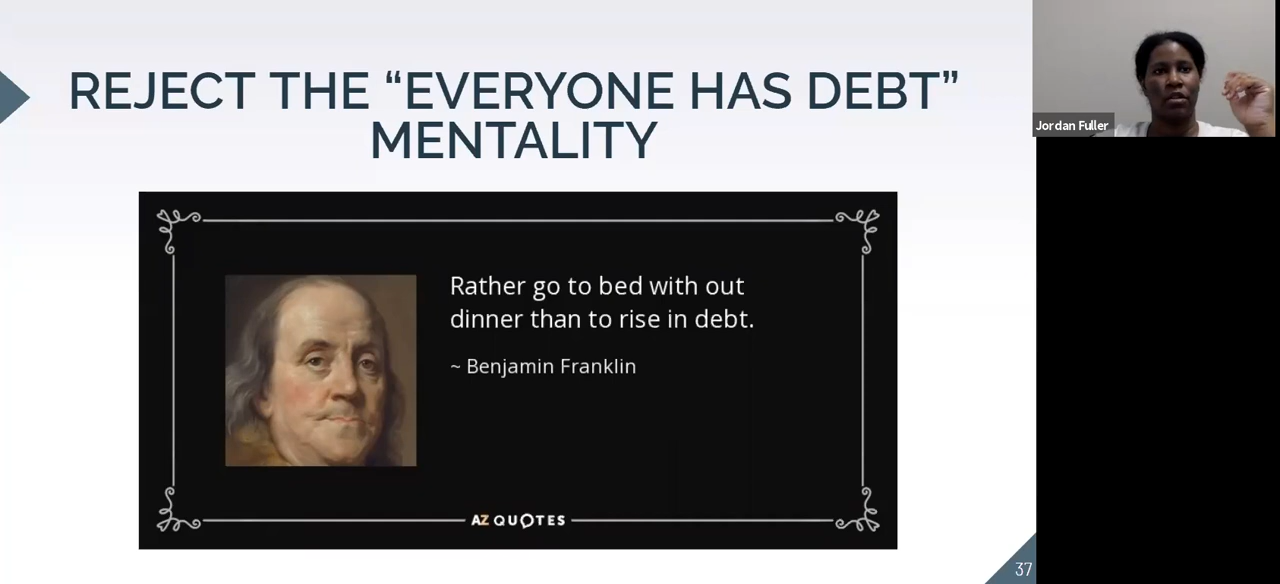 REJECT THE “EVERYONE HAS DEBT”
MENTALITY
Rather go to bed with out
dinner than to rise in debt.
~ Benjamin Franklin
AZ QUOTES
37
Jordan Fuller